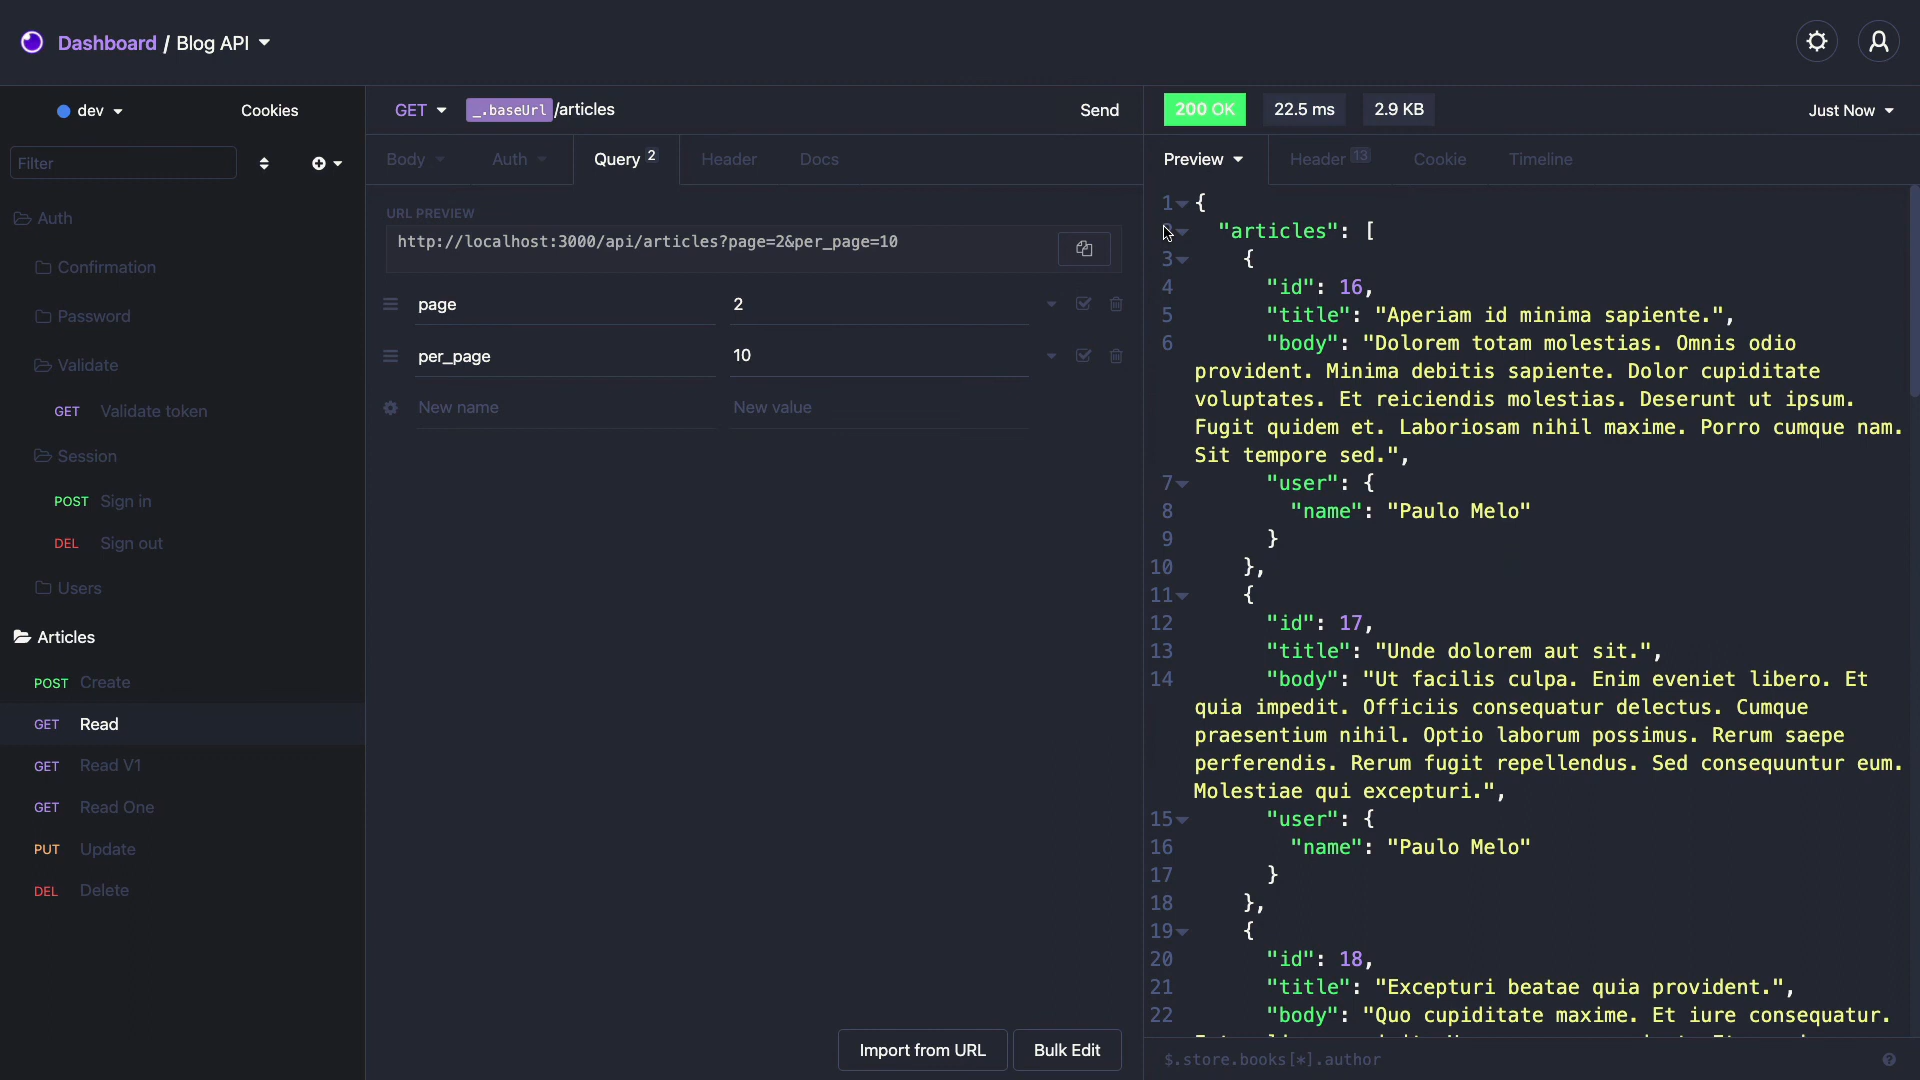 Dashboard / Blog API
dev
Cookies
Filter
Auth
Confirmation
Password
Validate
GET Validate token
Session
POST Sign in
DEL Sign out
Users
Articles
POST Create
GET Read
GET Read V1
GET Read One
PUT Update
DEL Delete
GET _.baseUrl/articles
Send
Body
Auth
Query 2
Header
Docs
URL PREVIEW
http://localhost:3000/api/articles?page=2&per_page=10
page 2
per_page 10
New name New value
Import from URL
Bulk Edit
200 OK
22.5 ms
2.9 KB
Just Now
Preview
Header 13
Cookie
Timeline
1 {
"articles": [
3 {
4 "id": 16,
5 "title": "Aperiam id minima sapiente.",
6 "body": "Dolorem totam molestias. Omnis odio
provident. Minima debitis sapiente. Dolor cupiditate
voluptates. Et reiciendis molestias. Deserunt ut ipsum.
Fugit quidem et. Laboriosam nihil maxime. Porro cumque nam.
Sit tempore sed.",
7 "user": {
8 "name": "Paulo Melo"
9 }
10 },
11 {
12 "id": 17,
13 "title": "Unde dolorem aut sit.",
14 "body": "Ut facilis culpa. Enim eveniet libero. Et
quia impedit. Officiis consequatur delectus. Cumque
praesentium nihil. Optio laborum possimus. Rerum saepe
perferendis. Rerum fugit repellendus. Sed consequuntur eum.
Molestiae qui excepturi.",
15 "user": {
16 "name": "Paulo Melo"
17 }
18 },
19 {
20 "id": 18,
21 "title": "Excepturi beatae quia provident.",
22 "body": "Quo cupiditate maxime. Et iure consequatur.
$.store.books[*].author